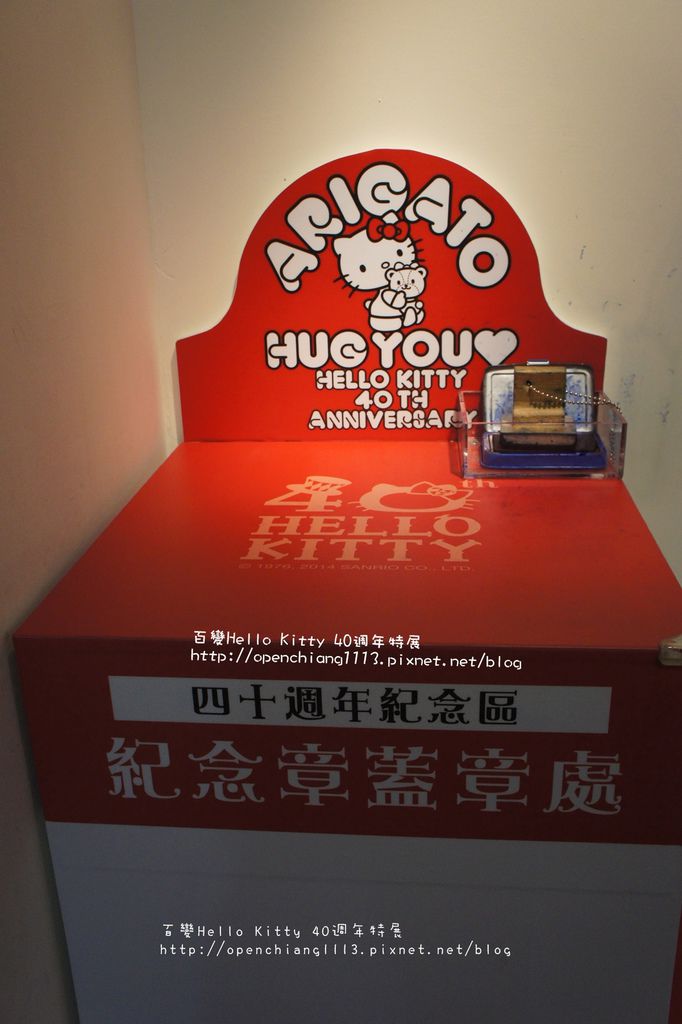 ARIGATO
HUG YOU♥
HELLO KITTY
40 TH
ANNIVERSARY
40th
HELLO
KITTY
© 1976, 2014 SANRIO CO., LTD.
百變Hello Kitty 40週年特展
http://openchiang1113.pixnet.net/blog
四十週年紀念區
紀念章蓋章處
百變Hello Kitty 40週年特展
http://openchiang1113.pixnet.net/blog